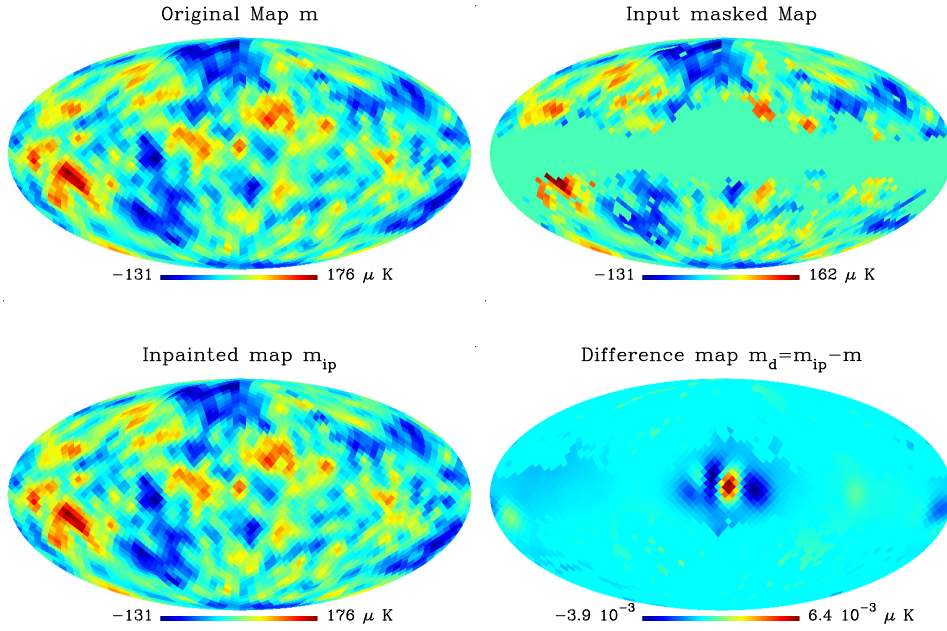 Original Map m
Input masked Map
−131 176 μ K
−131 162 μ K
Inpainted map m_ip
Difference map m_d=m_ip−m
−131 176 μ K
−3.9 10^−3 6.4 10^−3 μ K